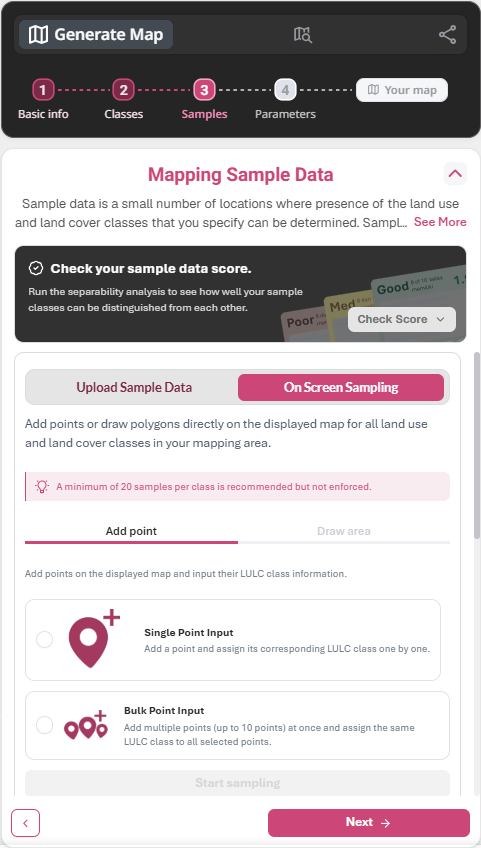 Generate Map
1 2 3 4 Your map
Basic info Classes Samples Parameters
Mapping Sample Data
Sample data is a small number of locations where presence of the land use
and land cover classes that you specify can be determined. Sampl... See More
Check your sample data score.
Run the separability analysis to see how well your sample
classes can be distinguished from each other.
Poor Med Good 1.
Check Score
Upload Sample Data On Screen Sampling
Add points or draw polygons directly on the displayed map for all land use
and land cover classes in your mapping area.
A minimum of 20 samples per class is recommended but not enforced.
Add point Draw area
Add points on the displayed map and input their LULC class information.
Single Point Input
Add a point and assign its corresponding LULC class one by one.
Bulk Point Input
Add multiple points (up to 10 points) at once and assign the same
LULC class to all selected points.
Start sampling
Next